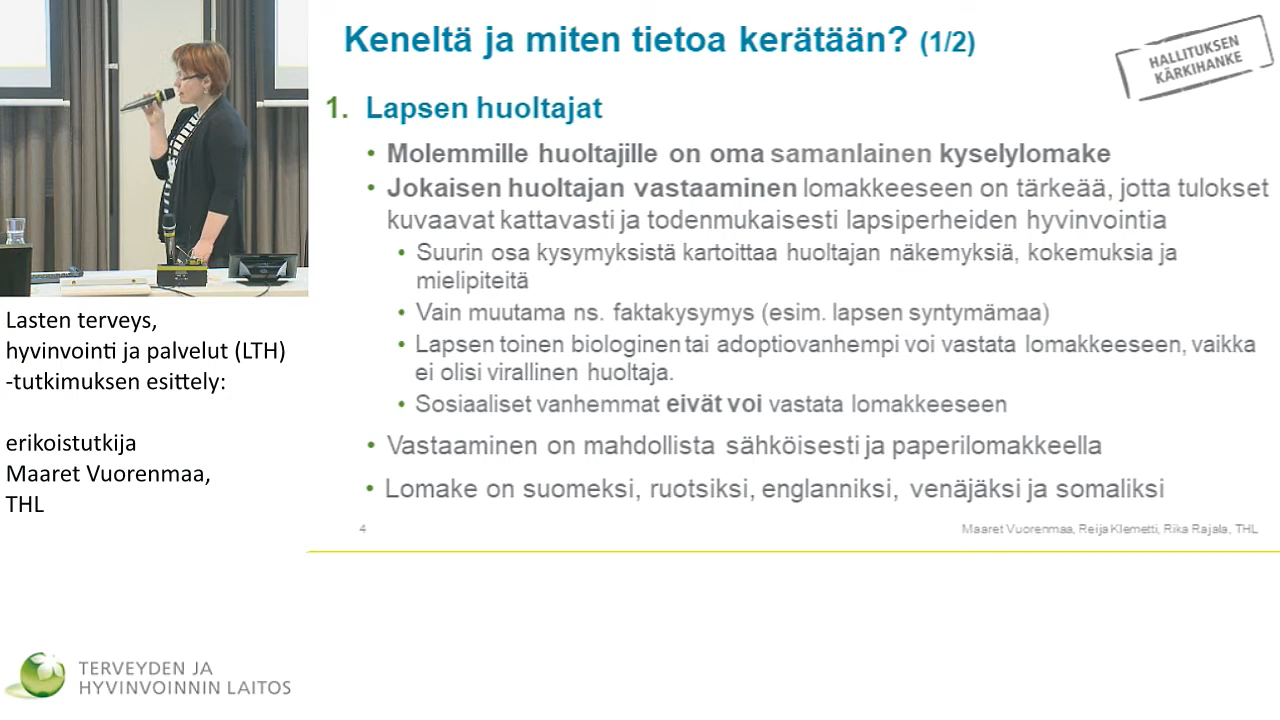 Keneltä ja miten tietoa kerätään? (1/2)
HALLITUKSEN
KÄRKIHANKE
1. Lapsen huoltajat
• Molemmille huoltajille on oma samanlainen kyselylomake
• Jokaisen huoltajan vastaaminen lomakkeeseen on tärkeää, jotta tulokset
kuvaavat kattavasti ja todenmukaisesti lapsiperheiden hyvinvointia
• Suurin osa kysymyksistä kartoittaa huoltajan näkemyksiä, kokemuksia ja
mielipiteitä
• Vain muutama ns. faktakysymys (esim. lapsen syntymämaa)
• Lapsen toinen biologinen tai adoptiovanhempi voi vastata lomakkeeseen, vaikka
ei olisi virallinen huoltaja.
• Sosiaaliset vanhemmat eivät voi vastata lomakkeeseen
• Vastaaminen on mahdollista sähköisesti ja paperilomakkeella
• Lomake on suomeksi, ruotsiksi, englanniksi, venäjäksi ja somaliksi
4
Maaret Vuorenmaa, Reija Klemetti, Rika Rajala, THL
Lasten terveys,
hyvinvointi ja palvelut (LTH)
-tutkimuksen esittely:
erikoistutkija
Maaret Vuorenmaa,
THL
TERVEYDEN JA
HYVINVOINNIN LAITOS